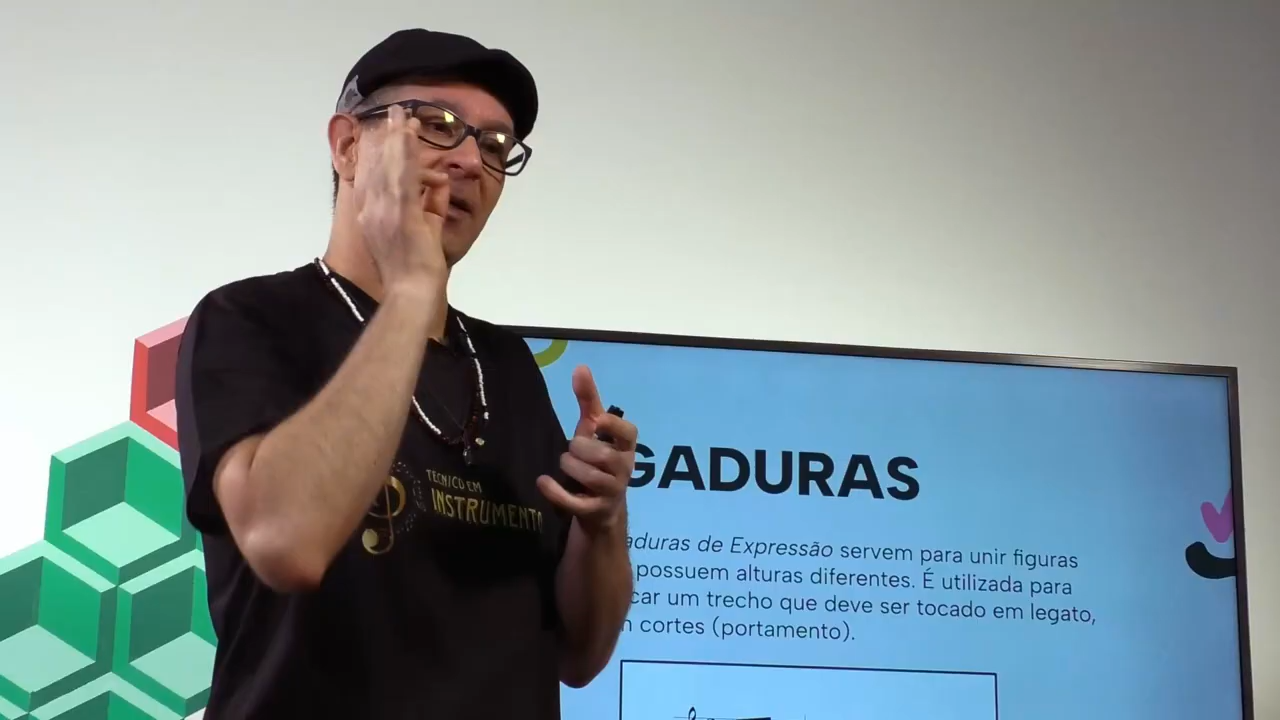 TÉCNICO EM
INSTRUMENTO
GADURAS
aduras de Expressão servem para unir figuras
possuem alturas diferentes. É utilizada para
car um trecho que deve ser tocado em legato,
cortes (portamento).